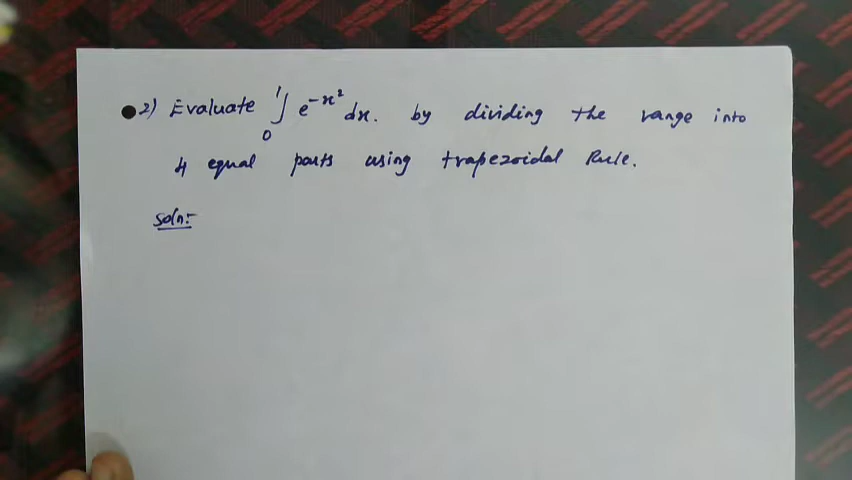 2) Evaluate ∫₀¹ e^{-x²} dx. by dividing the range into
4 equal parts using trapezoidal Rule.
Soln:-